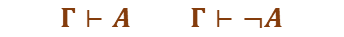 𝚪 ⊢ 𝑨 𝚪 ⊢ ¬𝑨